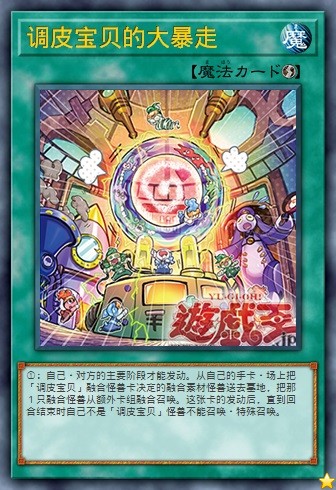 调皮宝贝的大暴走
魔
【魔法カード】
YU-GI-OH!
遊戯王
①：自己·对方的主要阶段才能发动。从自己的手卡·场上把
「调皮宝贝」融合怪兽卡决定的融合素材怪兽送去墓地，把那
１只融合怪兽从额外卡组融合召唤。这张卡的发动后，直到回
合结束时自己不是「调皮宝贝」怪兽不能召唤·特殊召唤。